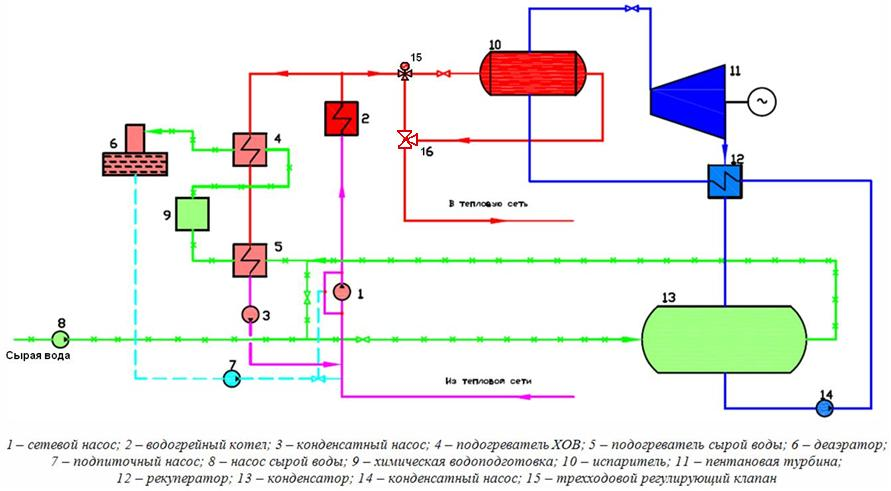 15
10
11
~
2
4
6
16
12
9
В тепловую сеть
5
13
1
3
8
Сырая вода
7
Из тепловой сети
14
1 – сетевой насос; 2 – водогрейный котел; 3 – конденсатный насос; 4 – подогреватель ХОВ; 5 – подогреватель сырой воды; 6 – деаэратор;
7 – подпиточный насос; 8 – насос сырой воды; 9 – химическая водоподготовка; 10 – испаритель; 11 – пентановая турбина;
12 – рекуператор; 13 – конденсатор; 14 – конденсатный насос; 15 – трехходовой регулирующий клапан